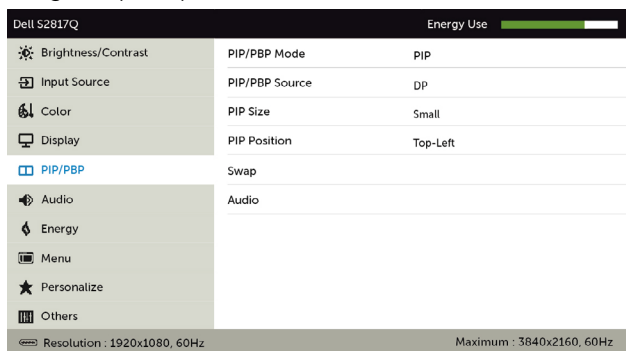 Dell S2817Q Energy Use
Brightness/Contrast PIP/PBP Mode PIP
Input Source PIP/PBP Source DP
Color PIP Size Small
Display PIP Position Top-Left
PIP/PBP Swap
Audio Audio
Energy
Menu
Personalize
Others
Resolution : 1920x1080, 60Hz Maximum : 3840x2160, 60Hz